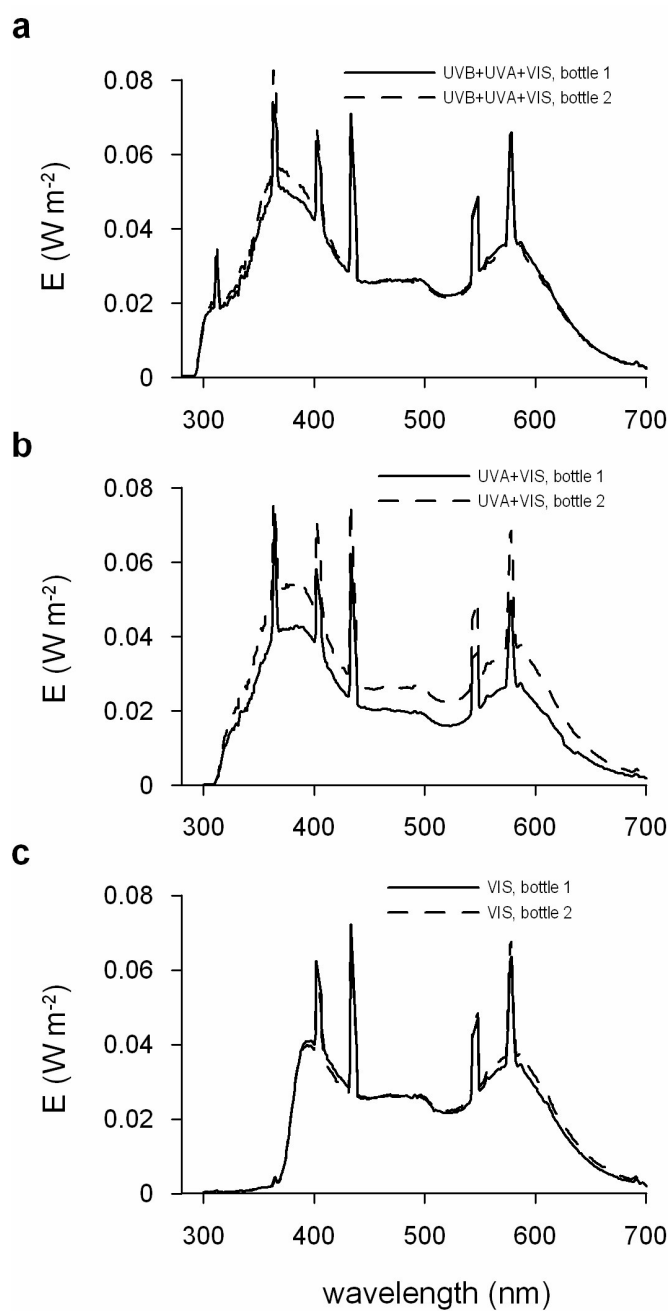 a
UVB+UVA+VIS, bottle 1
UVB+UVA+VIS, bottle 2
0.08
0.06
0.04
0.02
0
E (W m-2)
300 400 500 600 700
b
UVA+VIS, bottle 1
UVA+VIS, bottle 2
0.08
0.06
0.04
0.02
0
E (W m-2)
300 400 500 600 700
c
VIS, bottle 1
VIS, bottle 2
0.08
0.06
0.04
0.02
0
E (W m-2)
300 400 500 600 700
wavelength (nm)